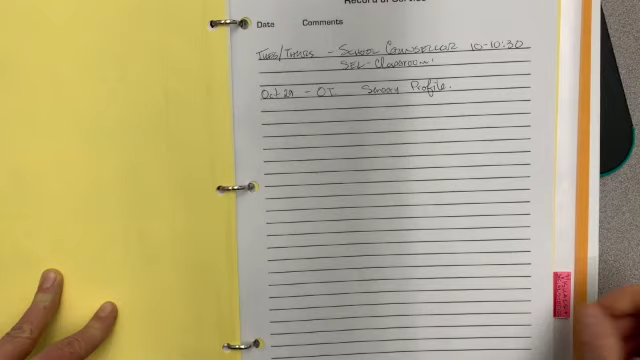 Record of Service
Date Comments
Tues/Thurs - School Counsellor 10-10:30
SEL-Classroom.
Oct 29 - OT Sensory Profile.